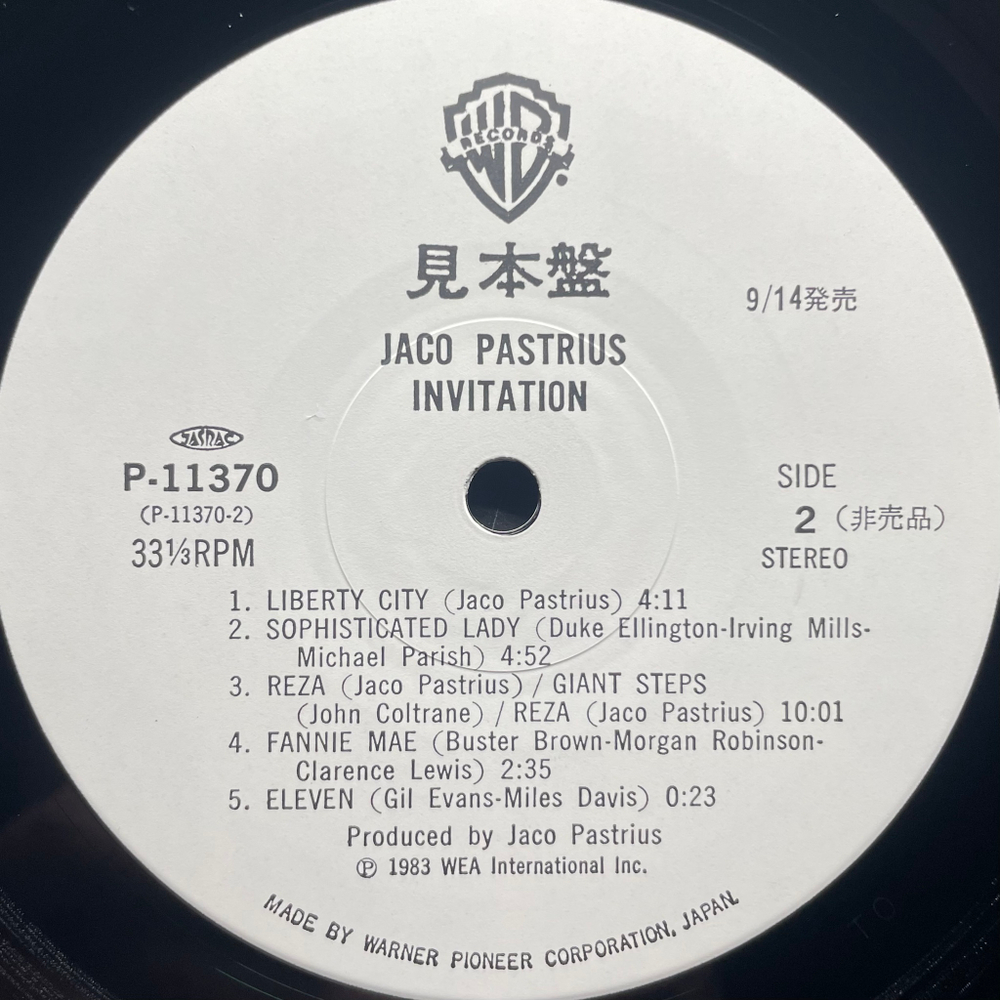 WB RECORDS
見本盤
9/14発売
JACO PASTRIUS
INVITATION
JASRAC
P-11370
(P-11370-2)
33⅓RPM
SIDE
2 (非売品)
STEREO
1. LIBERTY CITY (Jaco Pastrius) 4:11
2. SOPHISTICATED LADY (Duke Ellington-Irving Mills-
Michael Parish) 4:52
3. REZA (Jaco Pastrius) / GIANT STEPS
(John Coltrane) / REZA (Jaco Pastrius) 10:01
4. FANNIE MAE (Buster Brown-Morgan Robinson-
Clarence Lewis) 2:35
5. ELEVEN (Gil Evans-Miles Davis) 0:23
Produced by Jaco Pastrius
Ⓟ 1983 WEA International Inc.
MADE BY WARNER PIONEER CORPORATION, JAPAN.